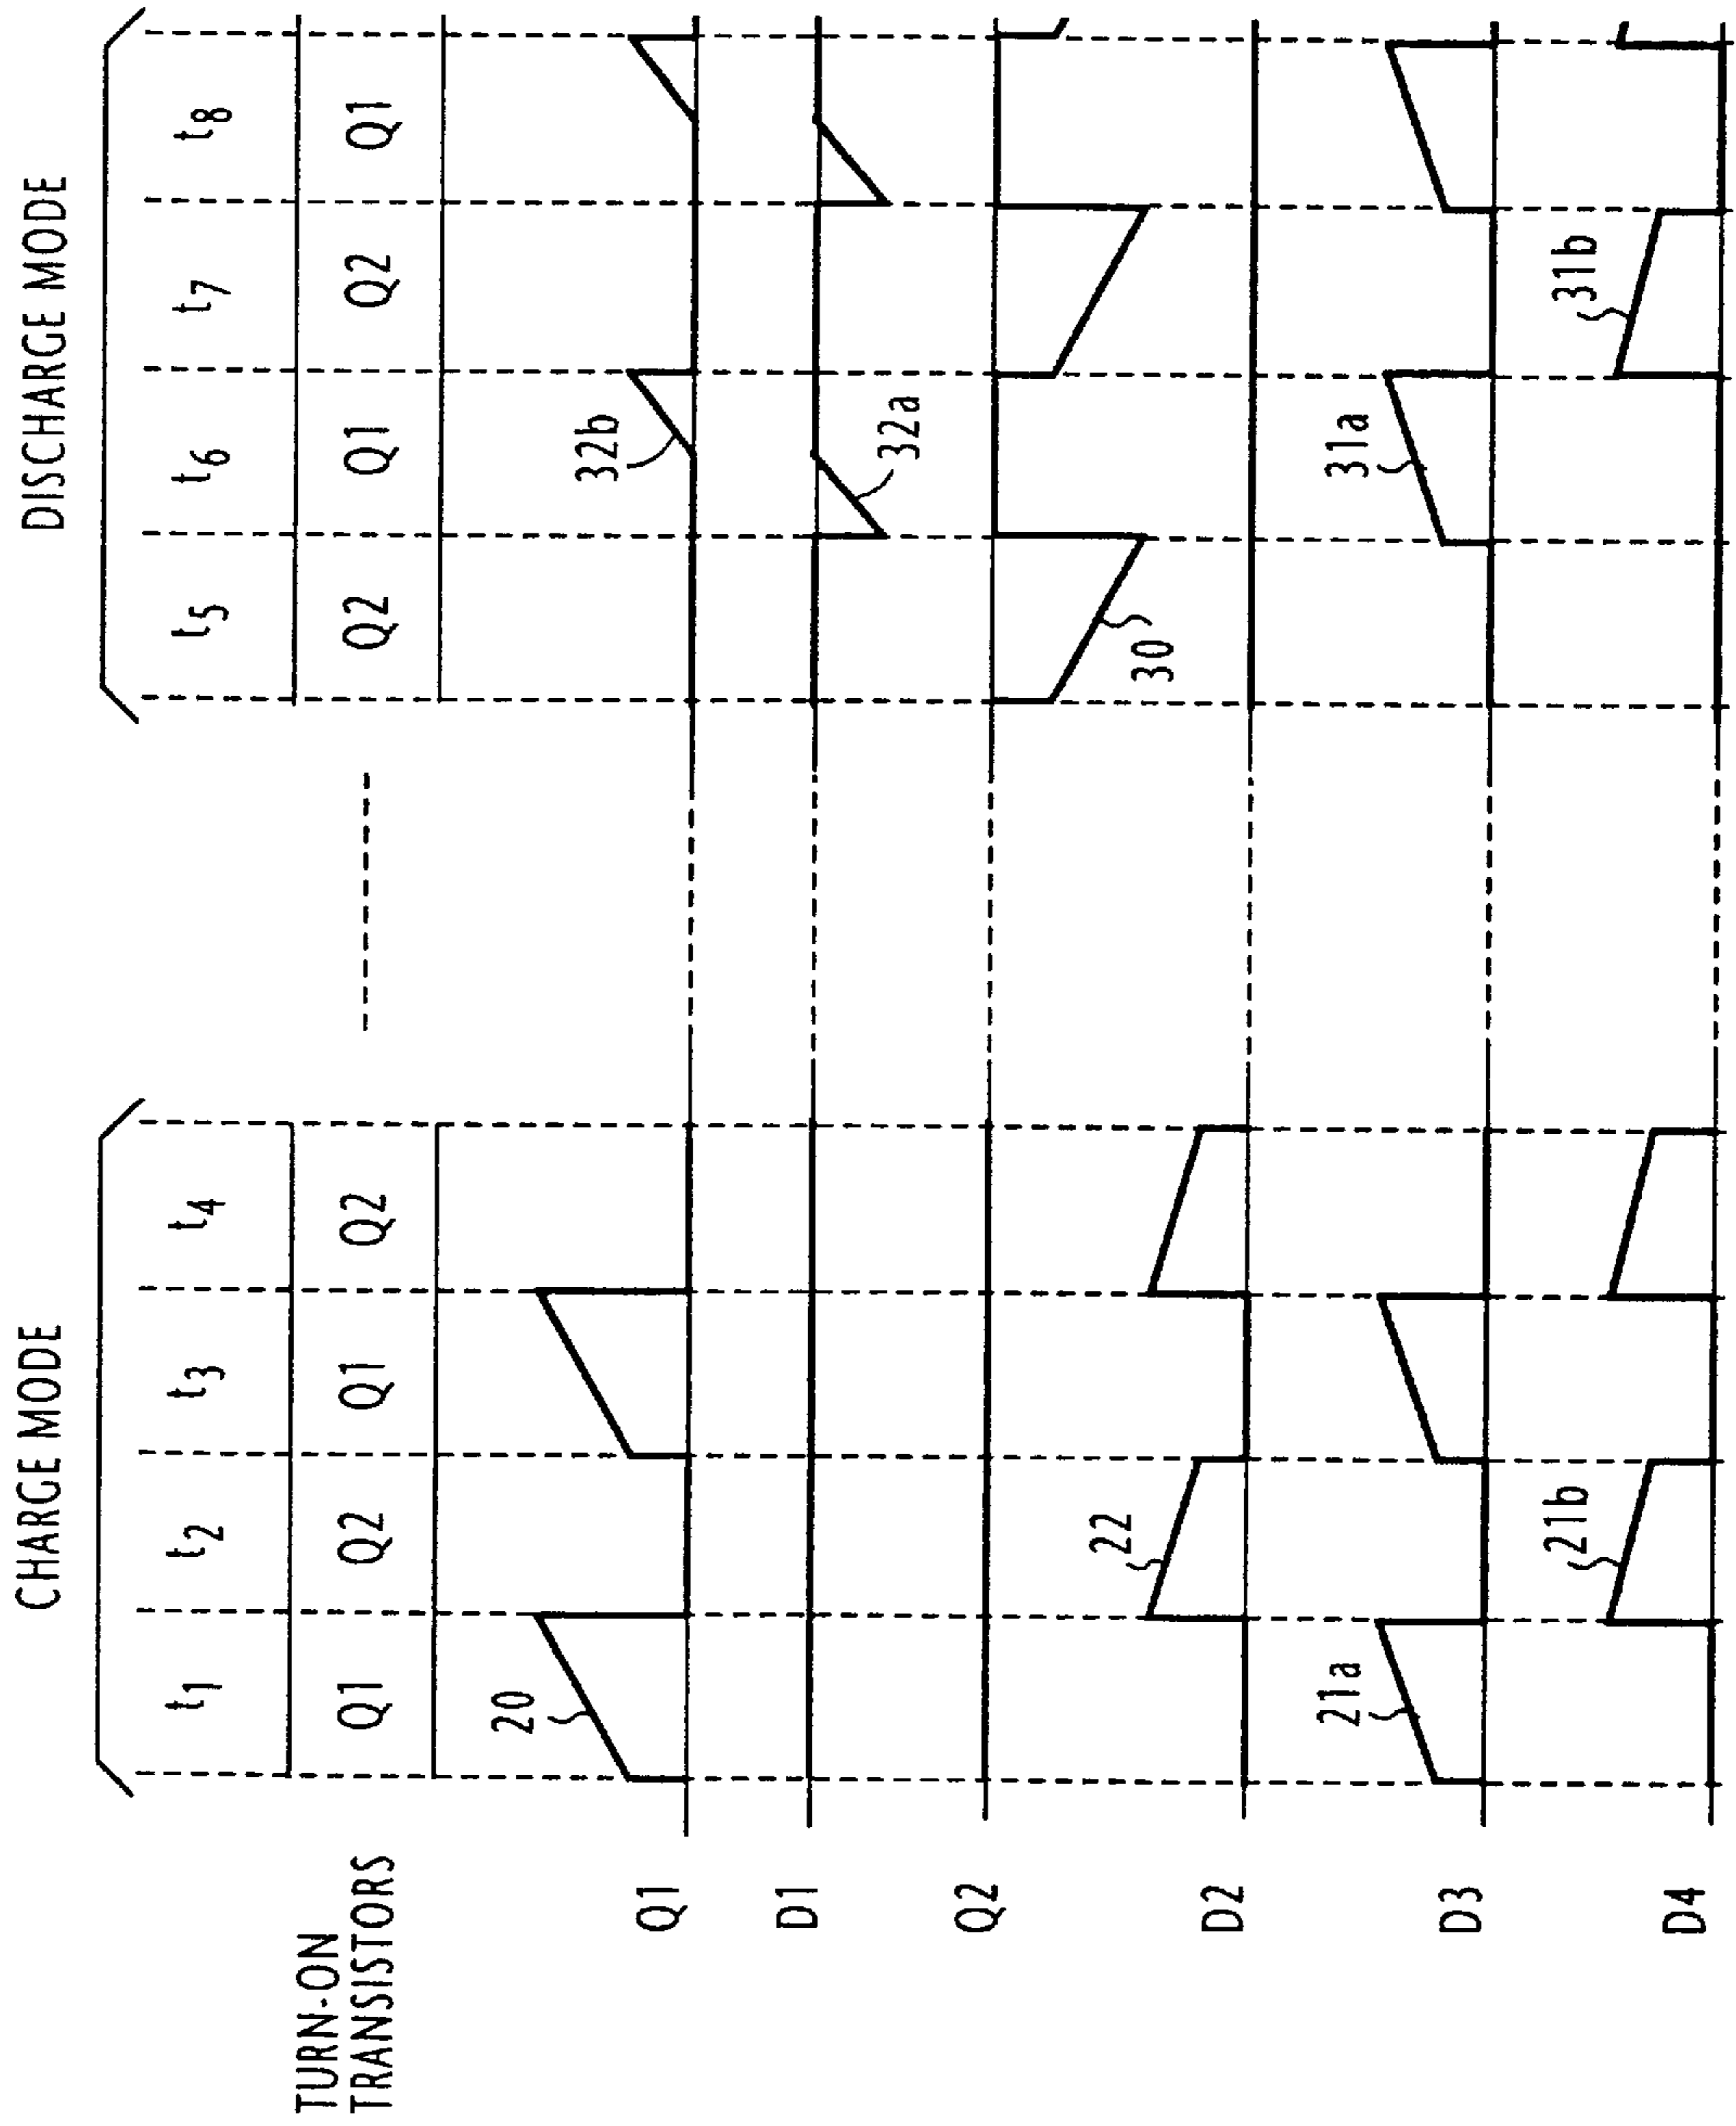 CHARGE MODE
DISCHARGE MODE
t1 t2 t3 t4 t5 t6 t7 t8
TURN-ON
TRANSISTORS
Q1 Q2 Q1 Q2 Q2 Q1 Q2 Q1
20
32b
Q1
D1
32a
Q2
30
22
D2
21a
31a
D3
21b
31b
D4